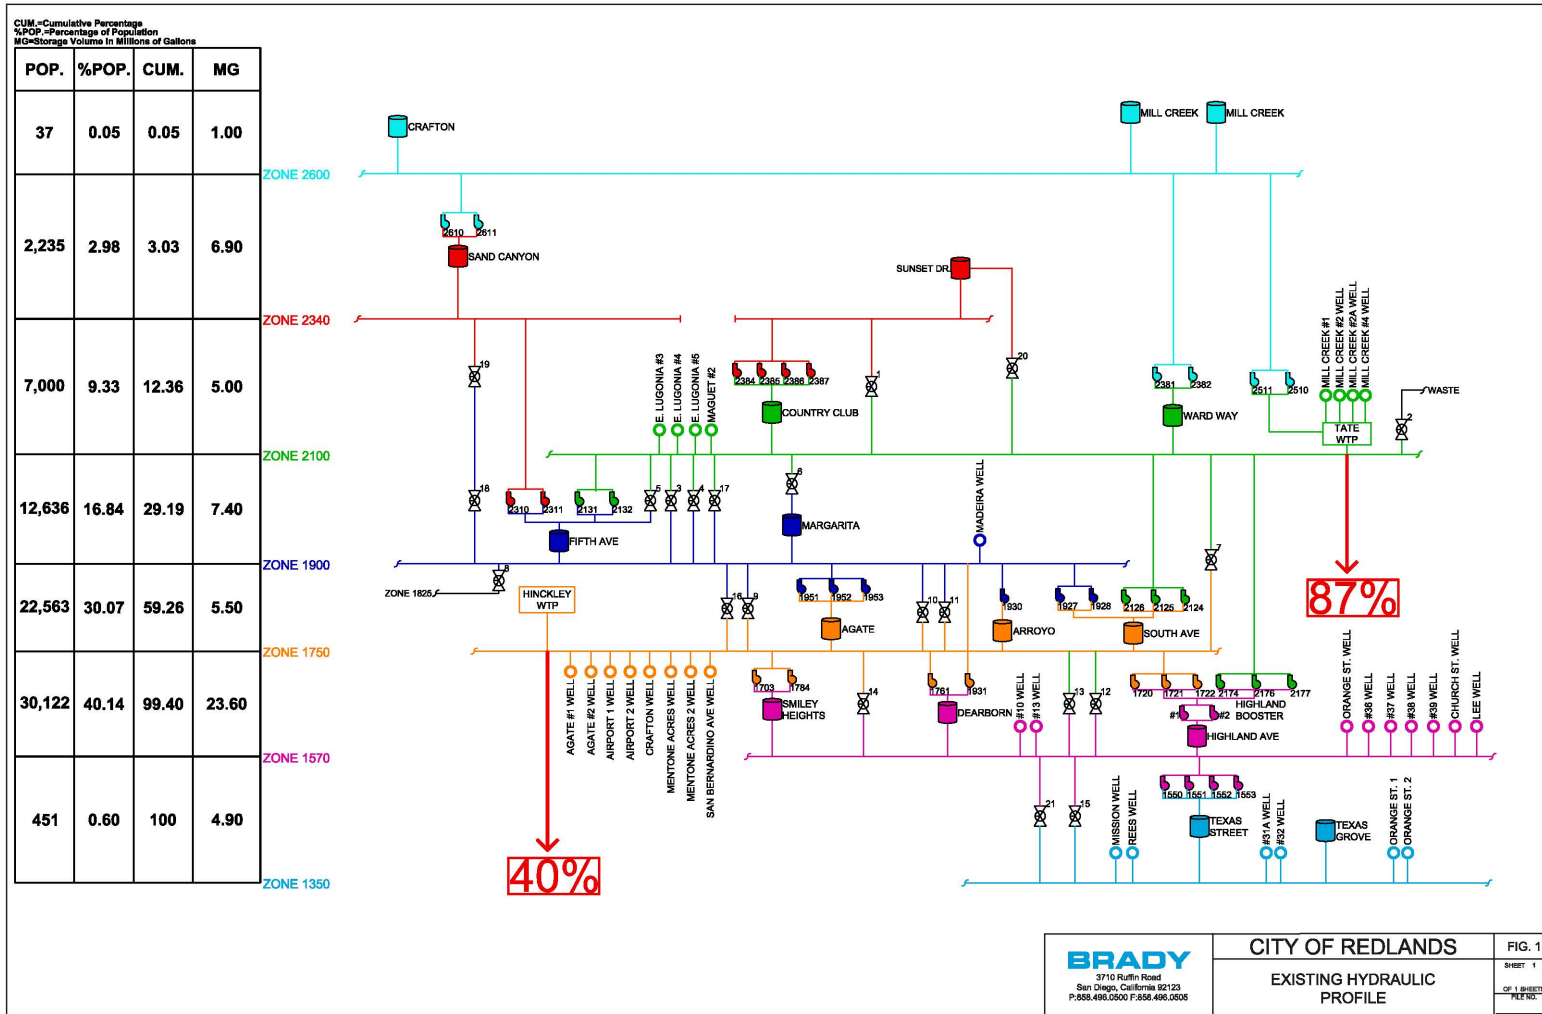 CUM.=Cumulative Percentage
%POP.=Percentage of Population
MG=Storage Volume in Millions of Gallons
POP. %POP. CUM. MG
37 0.05 0.05 1.00
2,235 2.98 3.03 6.90
7,000 9.33 12.36 5.00
12,636 16.84 29.19 7.40
22,563 30.07 59.26 5.50
30,122 40.14 99.40 23.60
451 0.60 100 4.90
CRAFTON
MILL CREEK
MILL CREEK
ZONE 2600
2610
2611
SAND CANYON
SUNSET DR.
ZONE 2340
19
E. LUGONIA #3
E. LUGONIA #4
E. LUGONIA #5
MAGUET #2
2384
2385
2386
2387
COUNTRY CLUB
1
20
2381
2382
WARD WAY
2511
2510
MILL CREEK #1
MILL CREEK #2 WELL
MILL CREEK #2A WELL
MILL CREEK #4 WELL
TATE
WTP
WASTE
2
ZONE 2100
18
2310
2311
2131
2132
5
3
4
17
6
FIFTH AVE
MARGARITA
MADEIRA WELL
7
87%
ZONE 1900
ZONE 1825
8
HINCKLEY
WTP
16
9
1951
1952
1953
AGATE
10
11
1930
ARROYO
1927
1928
2126
2125
2124
SOUTH AVE
ZONE 1750
AGATE #1 WELL
AGATE #2 WELL
AIRPORT 1 WELL
AIRPORT 2 WELL
CRAFTON WELL
MENTONE ACRES WELL
MENTONE ACRES 2 WELL
SAN BERNARDINO AVE WELL
1703
1784
SMILEY
HEIGHTS
14
1761
1931
DEARBORN
#10 WELL
#13 WELL
13
12
1720
1721
1722
2174
2176
2177
HIGHLAND
BOOSTER
#1
#2
HIGHLAND AVE
ORANGE ST. WELL
#36 WELL
#37 WELL
#38 WELL
#39 WELL
CHURCH ST. WELL
LEE WELL
ZONE 1570
40%
21
15
MISSION WELL
REES WELL
1550
1551
1552
1553
TEXAS
STREET
#31A WELL
#32 WELL
TEXAS
GROVE
ORANGE ST. 1
ORANGE ST. 2
ZONE 1350
BRADY
3710 Ruffin Road
San Diego, California 92123
P:858.496.0500 F:858.496.0505
CITY OF REDLANDS
EXISTING HYDRAULIC
PROFILE
FIG. 1
SHEET 1
OF 1 SHEETS
FILE NO.